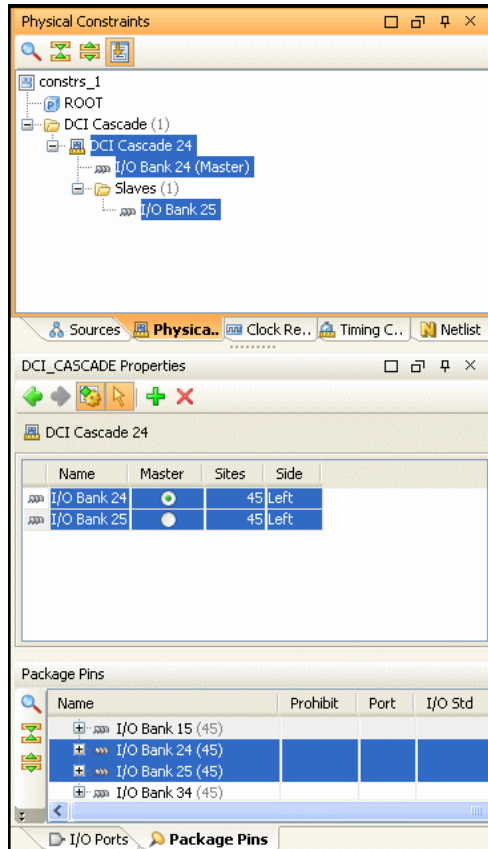 Physical Constraints
constrs_1
ROOT
DCI Cascade (1)
DCI Cascade 24
I/O Bank 24 (Master)
Slaves (1)
I/O Bank 25
Sources Physica.. Clock Re.. Timing C.. Netlist
DCI_CASCADE Properties
DCI Cascade 24
Name Master Sites Side
I/O Bank 24 45 Left
I/O Bank 25 45 Left
Package Pins
Name Prohibit Port I/O Std
I/O Bank 15 (45)
I/O Bank 24 (45)
I/O Bank 25 (45)
I/O Bank 34 (45)
I/O Ports Package Pins